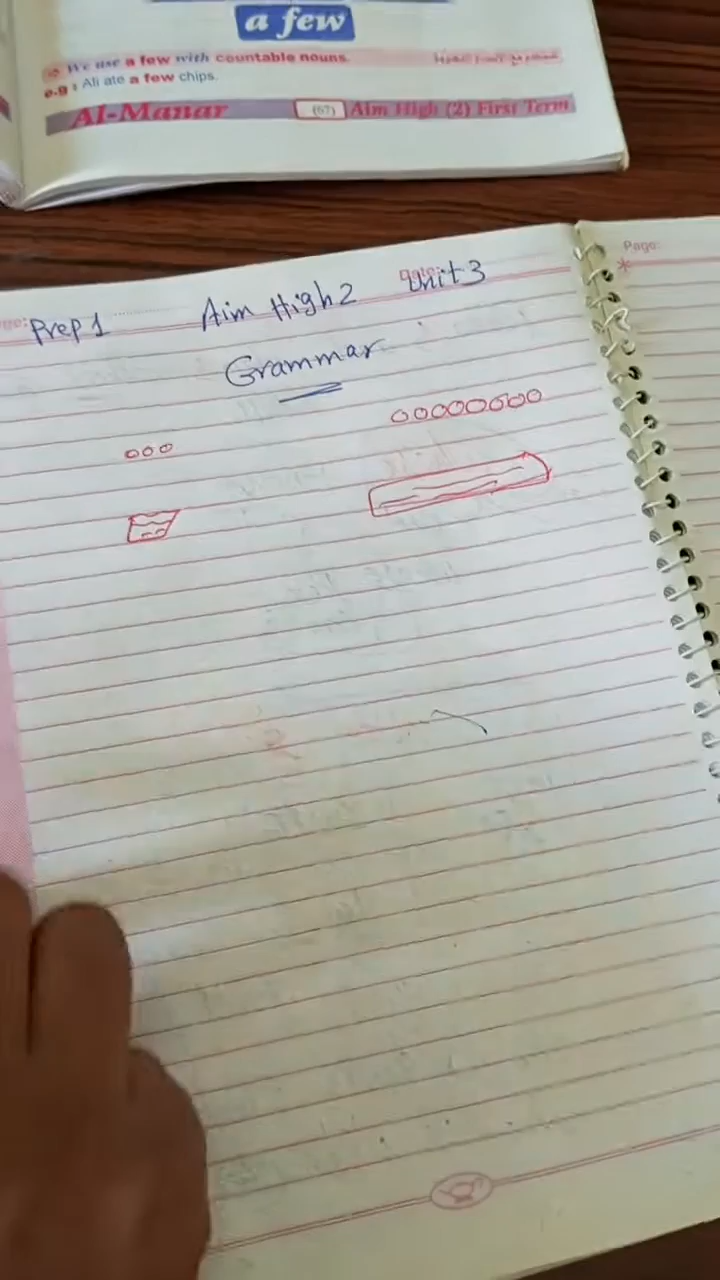 a few
We use a few with countable nouns.
e.g : Ali ate a few chips.
Al-Manar (67) Aim High (2) First Term
Page:
Prep 1 Aim High 2 Unit 3
Grammar